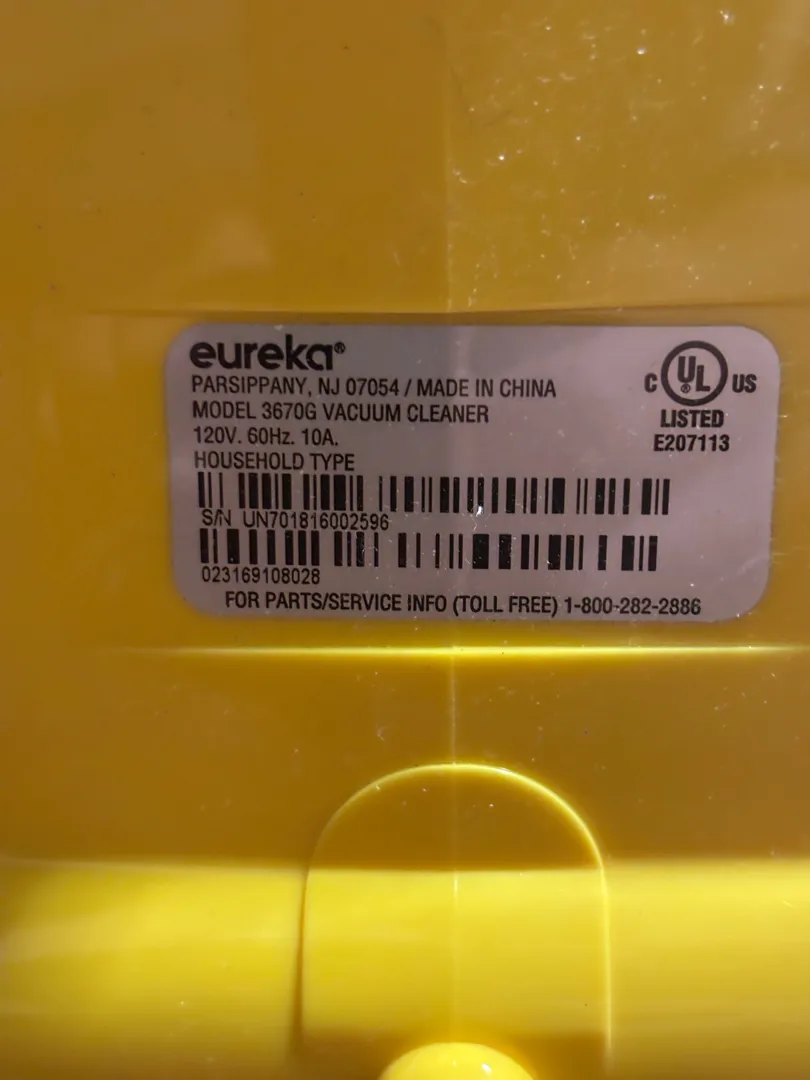 eureka®
PARSIPPANY, NJ 07054 / MADE IN CHINA
MODEL 3670G VACUUM CLEANER
120V. 60Hz. 10A.
HOUSEHOLD TYPE
C UL® US
LISTED
E207113
S/N UN701816002596
023169108028
FOR PARTS/SERVICE INFO (TOLL FREE) 1-800-282-2886